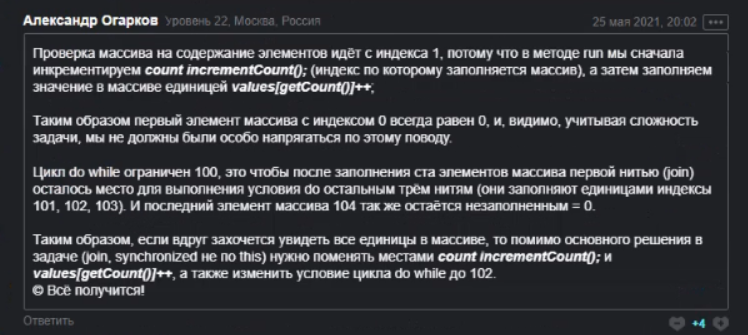 Александр Огарков Уровень 22, Москва, Россия
25 мая 2021, 20:02
Проверка массива на содержание элементов идёт с индекса 1, потому что в методе run мы сначала
инкрементируем count incrementCount(); (индекс по которому заполняется массив), а затем заполняем
значение в массиве единицей values[getCount()]++;
Таким образом первый элемент массива с индексом 0 всегда равен 0, и, видимо, учитывая сложность
задачи, мы не должны были особо напрягаться по этому поводу.
Цикл do while ограничен 100, это чтобы после заполнения ста элементов массива первой нитью (join)
осталось место для выполнения условия do остальным трём нитям (они заполняют единицами индексы
101, 102, 103). И последний элемент массива 104 так же остаётся незаполненным = 0.
Таким образом, если вдруг захочется увидеть все единицы в массиве, то помимо основного решения в
задаче (join, synchronized не по this) нужно поменять местами count incrementCount(); и
values[getCount()]++, а также изменить условие цикла do while до 102.
© Всё получится!
Ответить
+4